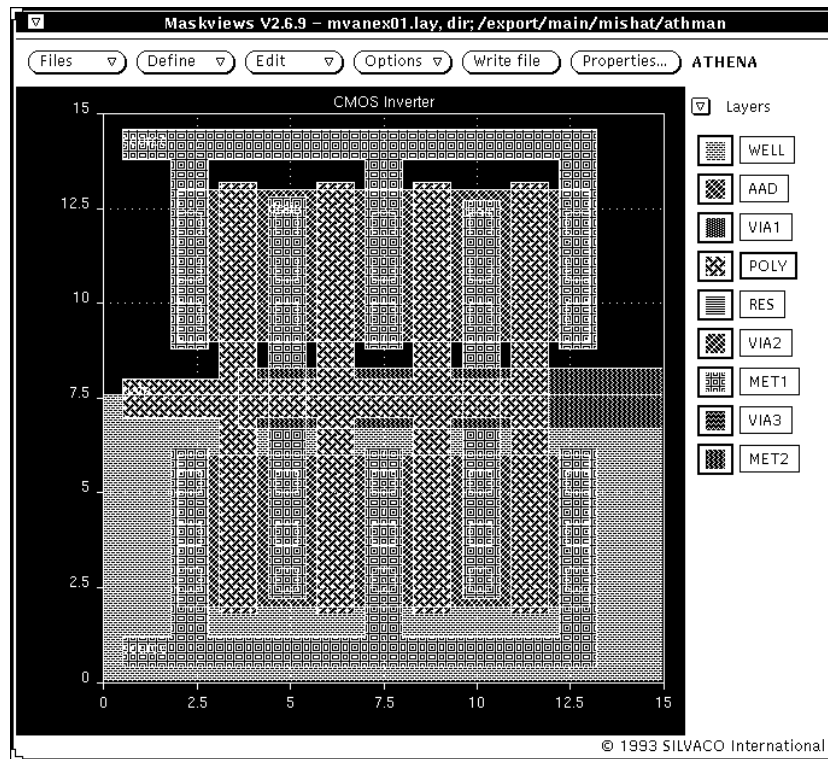 Maskviews V2.6.9 – mvanex01.lay, dir;/export/main/mishat/athman
Files Define Edit Options Write file Properties... ATHENA
CMOS Inverter
Layers
WELL
AAD
VIA1
POLY
RES
VIA2
MET1
VIA3
MET2
15
12.5
10
7.5
5
2.5
0
0 2.5 5 7.5 10 12.5 15
© 1993 SILVACO International